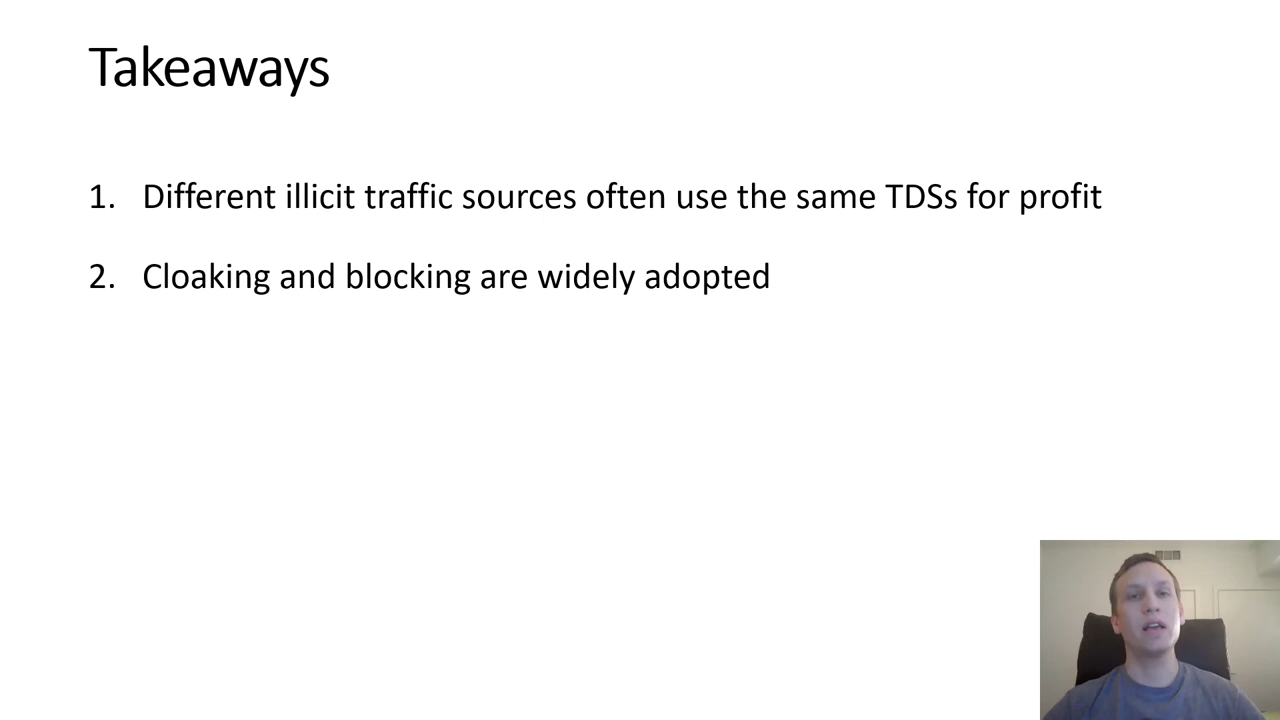 Takeaways
1. Different illicit traffic sources often use the same TDSs for profit
2. Cloaking and blocking are widely adopted